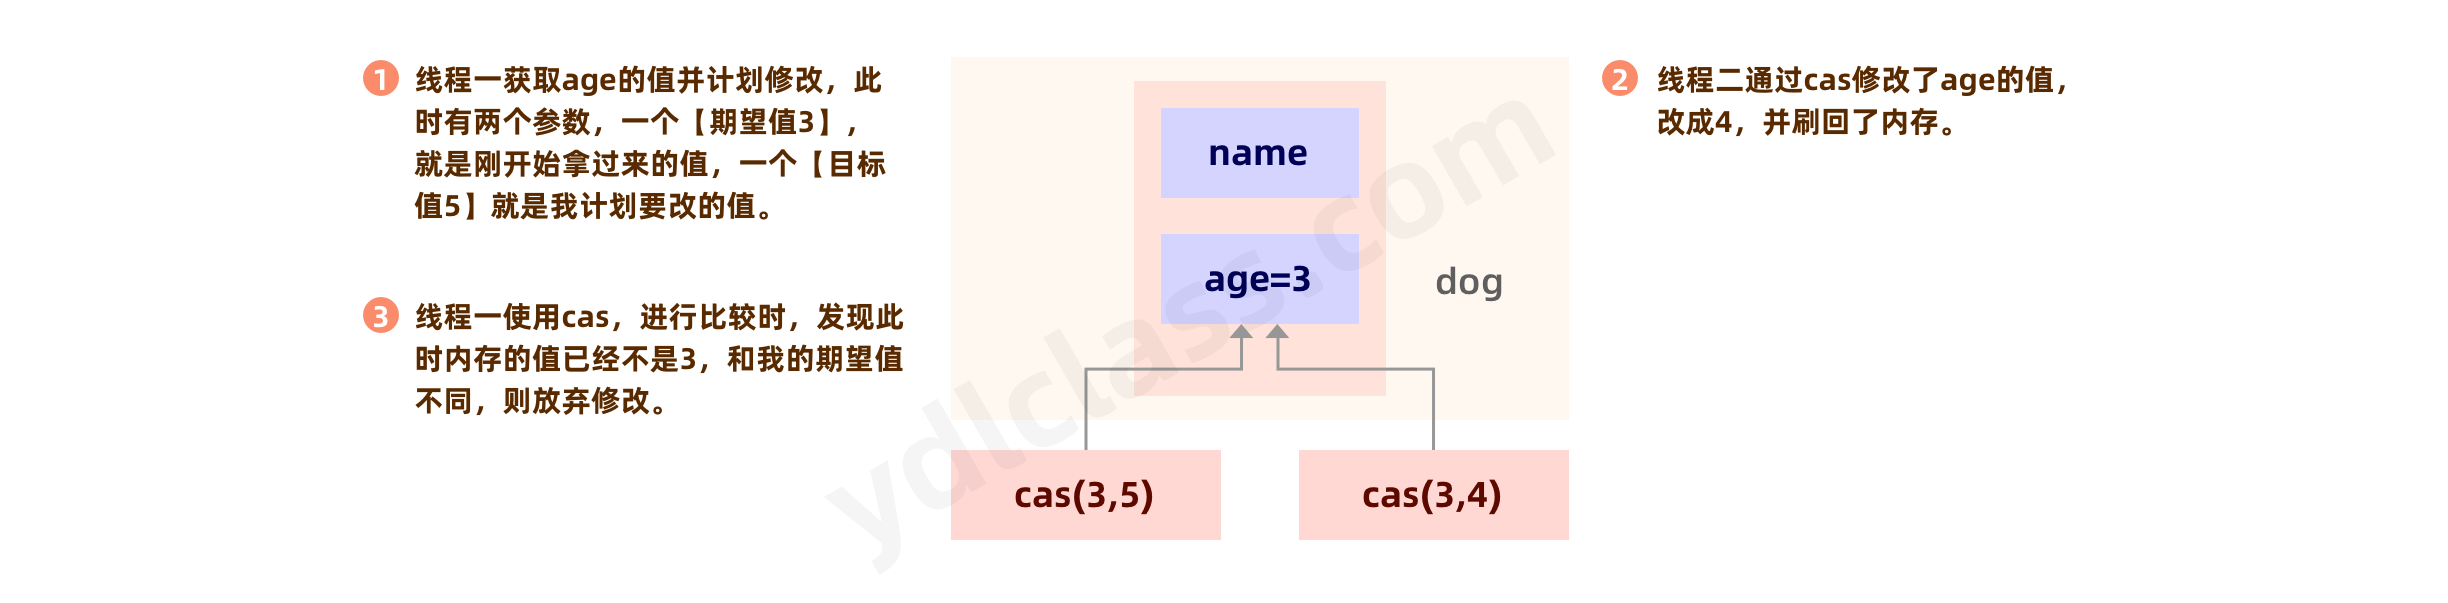 1
线程一获取age的值并计划修改，此
时有两个参数，一个【期望值3】，
就是刚开始拿过来的值，一个【目标
值5】就是我计划要改的值。
3
线程一使用cas，进行比较时，发现此
时内存的值已经不是3，和我的期望值
不同，则放弃修改。
name
age=3
dog
cas(3,5)
cas(3,4)
2
线程二通过cas修改了age的值，
改成4，并刷回了内存。
ydlclass.com